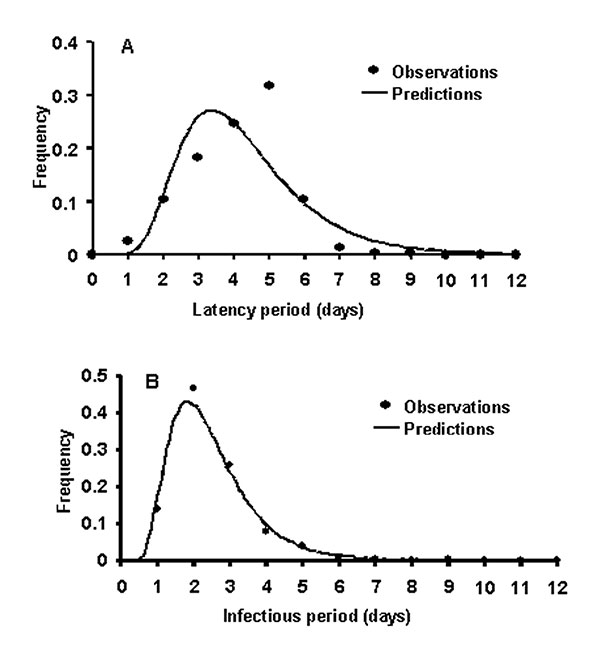 A
0.4
Observations
Predictions
0.3
0.2
0.1
0
Frequency
0 1 2 3 4 5 6 7 8 9 10 11 12
Latency period (days)
B
0.5
Observations
Predictions
0.4
0.3
0.2
0.1
0
Frequency
0 1 2 3 4 5 6 7 8 9 10 11 12
Infectious period (days)